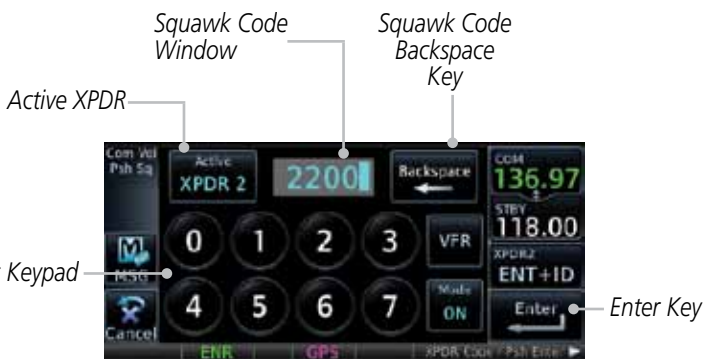 Squawk Code
Window
Squawk Code
Backspace
Key
Active XPDR
Com Vol
Psh Sq
Active
XPDR 2
2200
Backspace
COM
136.97
STBY
118.00
0
1
2
3
VFR
MSG
XPDR2
ENT+ID
Keypad
4
5
6
7
Mode
ON
Enter
Enter Key
Cancel
ENR
GPS
XPDR Code / Psh Enter